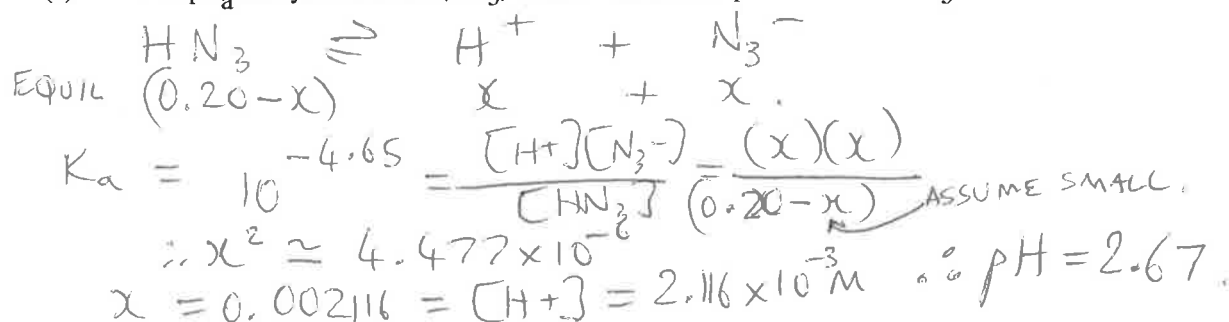 HN₃ ⇌ H⁺ + N₃⁻
EQUIL (0.20-x) x + x.
Kₐ = 10^-4.65 = [H+][N₃-]/[HN₃] = (x)(x)/(0.20-x) ASSUME SMALL.
∴ x² ≃ 4.477×10⁻⁶
x = 0.002116 = [H+] = 2.116×10⁻³M ∴ pH = 2.67.